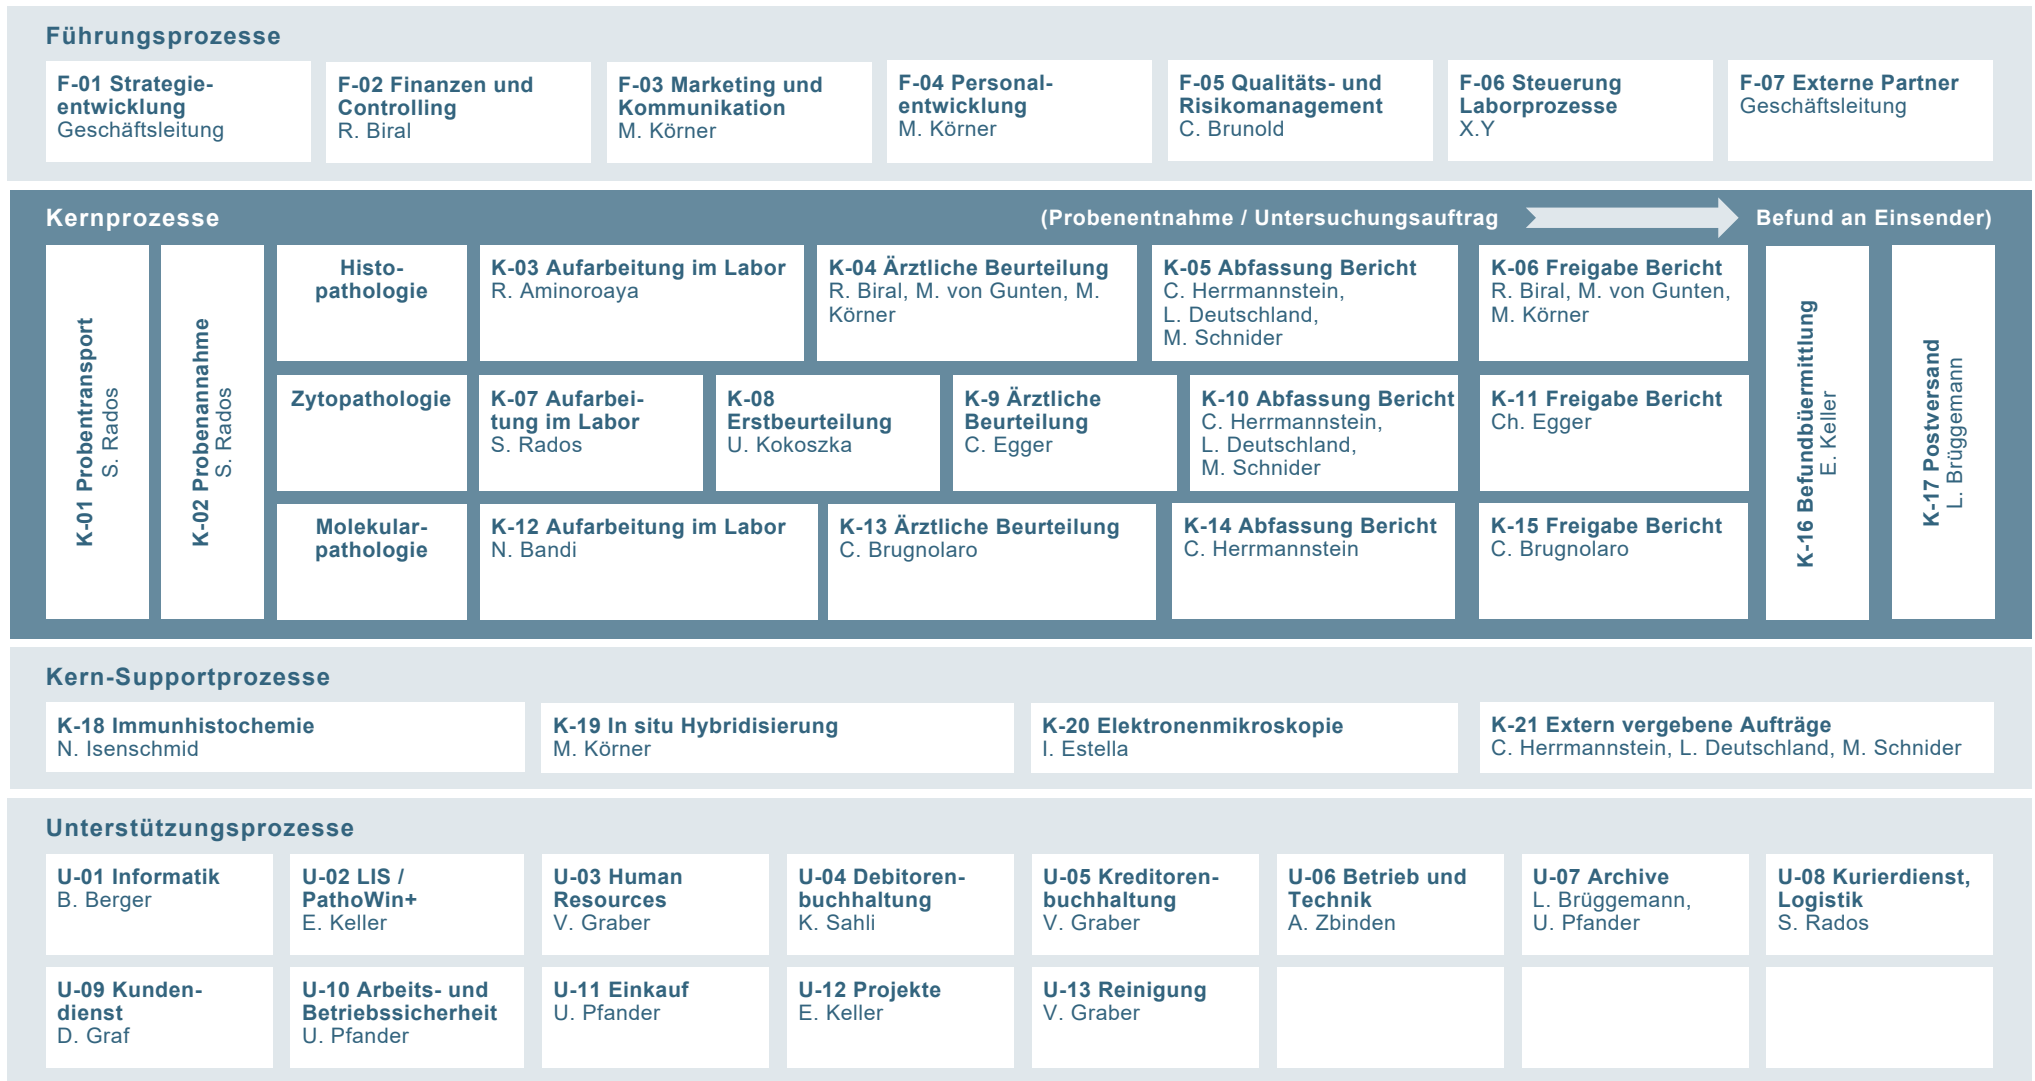 Führungsprozesse
F-01 Strategie-
entwicklung
Geschäftsleitung
F-02 Finanzen und
Controlling
R. Biral
F-03 Marketing und
Kommunikation
M. Körner
F-04 Personal-
entwicklung
M. Körner
F-05 Qualitäts- und
Risikomanagement
C. Brunold
F-06 Steuerung
Laborprozesse
X.Y
F-07 Externe Partner
Geschäftsleitung
Kernprozesse
(Probenentnahme / Untersuchungsauftrag
Befund an Einsender)
K-01 Probentransport
S. Rados
K-02 Probenannahme
S. Rados
Histo-
pathologie
K-03 Aufarbeitung im Labor
R. Aminoroaya
K-04 Ärztliche Beurteilung
R. Biral, M. von Gunten, M.
Körner
K-05 Abfassung Bericht
C. Herrmannstein,
L. Deutschland,
M. Schnider
K-06 Freigabe Bericht
R. Biral, M. von Gunten,
M. Körner
Zytopathologie
K-07 Aufarbei-
tung im Labor
S. Rados
K-08
Erstbeurteilung
U. Kokoszka
K-9 Ärztliche
Beurteilung
C. Egger
K-10 Abfassung Bericht
C. Herrmannstein,
L. Deutschland,
M. Schnider
K-11 Freigabe Bericht
Ch. Egger
Molekular-
pathologie
K-12 Aufarbeitung im Labor
N. Bandi
K-13 Ärztliche Beurteilung
C. Brugnolaro
K-14 Abfassung Bericht
C. Herrmannstein
K-15 Freigabe Bericht
C. Brugnolaro
K-16 Befundbüermittlung
E. Keller
K-17 Postversand
L. Brüggemann
Kern-Supportprozesse
K-18 Immunhistochemie
N. Isenschmid
K-19 In situ Hybridisierung
M. Körner
K-20 Elektronenmikroskopie
I. Estella
K-21 Extern vergebene Aufträge
C. Herrmannstein, L. Deutschland, M. Schnider
Unterstützungsprozesse
U-01 Informatik
B. Berger
U-02 LIS /
PathoWin+
E. Keller
U-03 Human
Resources
V. Graber
U-04 Debitoren-
buchhaltung
K. Sahli
U-05 Kreditoren-
buchhaltung
V. Graber
U-06 Betrieb und
Technik
A. Zbinden
U-07 Archive
L. Brüggemann,
U. Pfander
U-08 Kurierdienst,
Logistik
S. Rados
U-09 Kunden-
dienst
D. Graf
U-10 Arbeits- und
Betriebssicherheit
U. Pfander
U-11 Einkauf
U. Pfander
U-12 Projekte
E. Keller
U-13 Reinigung
V. Graber